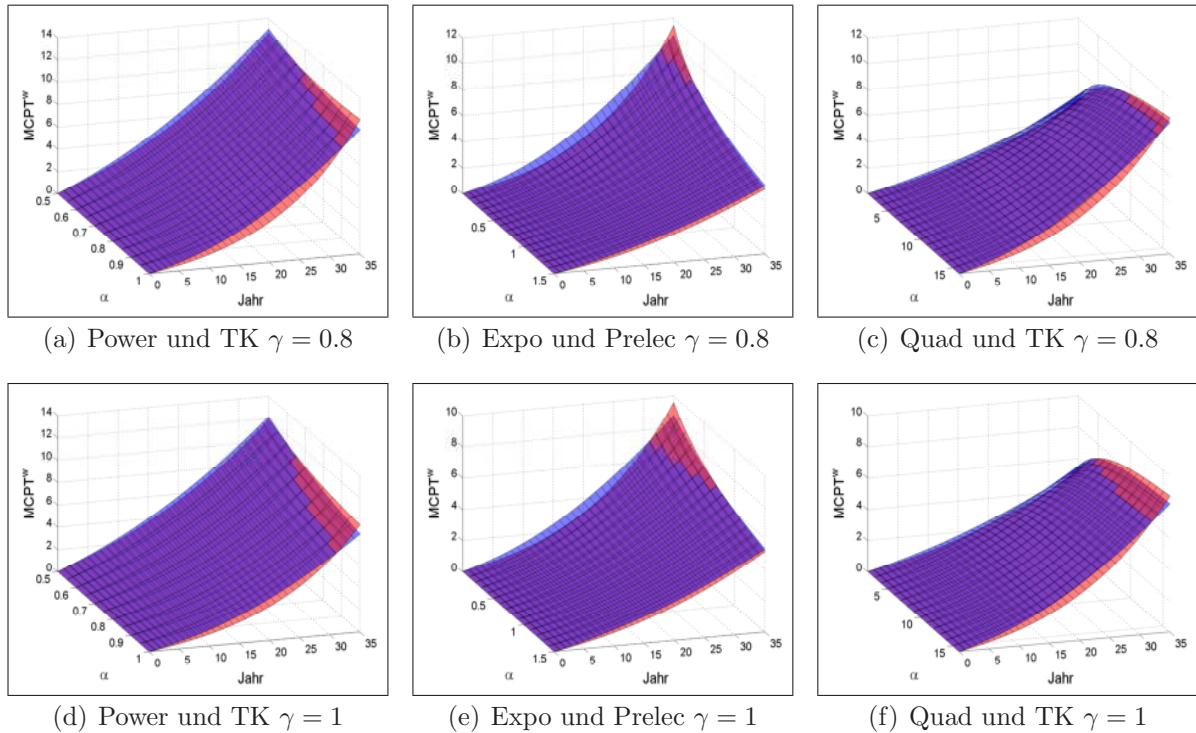 14
12
10
8
6
4
2
0
MCPTᵂ
0.5
0.6
0.7
0.8
0.9
1
α
0 5 10 15 20 25 30 35
Jahr
(a) Power und TK γ = 0.8
12
10
8
6
4
2
0
MCPTᵂ
0.5
1
1.5
α
0 5 10 15 20 25 30 35
Jahr
(b) Expo und Prelec γ = 0.8
12
10
8
6
4
2
0
MCPTᵂ
5
10
15
α
0 5 10 15 20 25 30 35
Jahr
(c) Quad und TK γ = 0.8
14
12
10
8
6
4
2
0
MCPTᵂ
0.5
0.6
0.7
0.8
0.9
1
α
0 5 10 15 20 25 30 35
Jahr
(d) Power und TK γ = 1
10
8
6
4
2
0
MCPTᵂ
0.5
1
1.5
α
0 5 10 15 20 25 30 35
Jahr
(e) Expo und Prelec γ = 1
10
8
6
4
2
0
MCPTᵂ
5
10
15
α
0 5 10 15 20 25 30 35
Jahr
(f) Quad und TK γ = 1